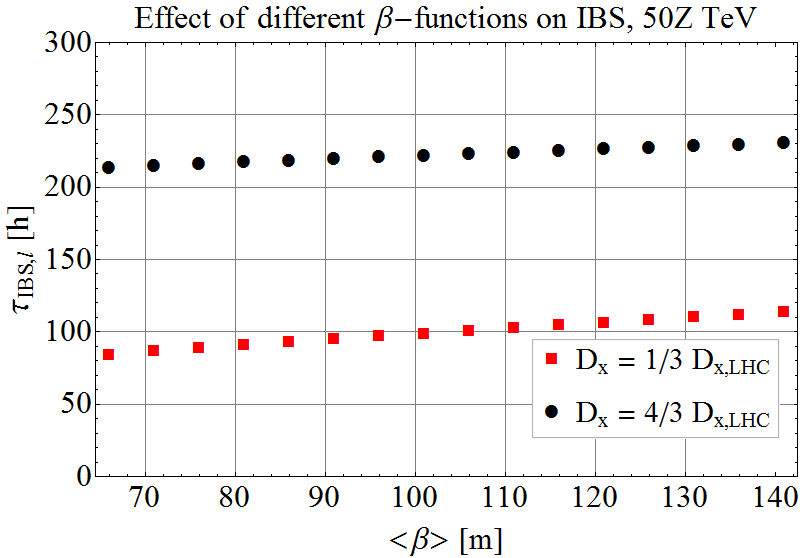 Effect of different β−functions on IBS, 50Z TeV
300
250
200
150
100
50
0
τIBS,l [h]
Dx = 1/3 Dx,LHC
Dx = 4/3 Dx,LHC
70 80 90 100 110 120 130 140
<β> [m]